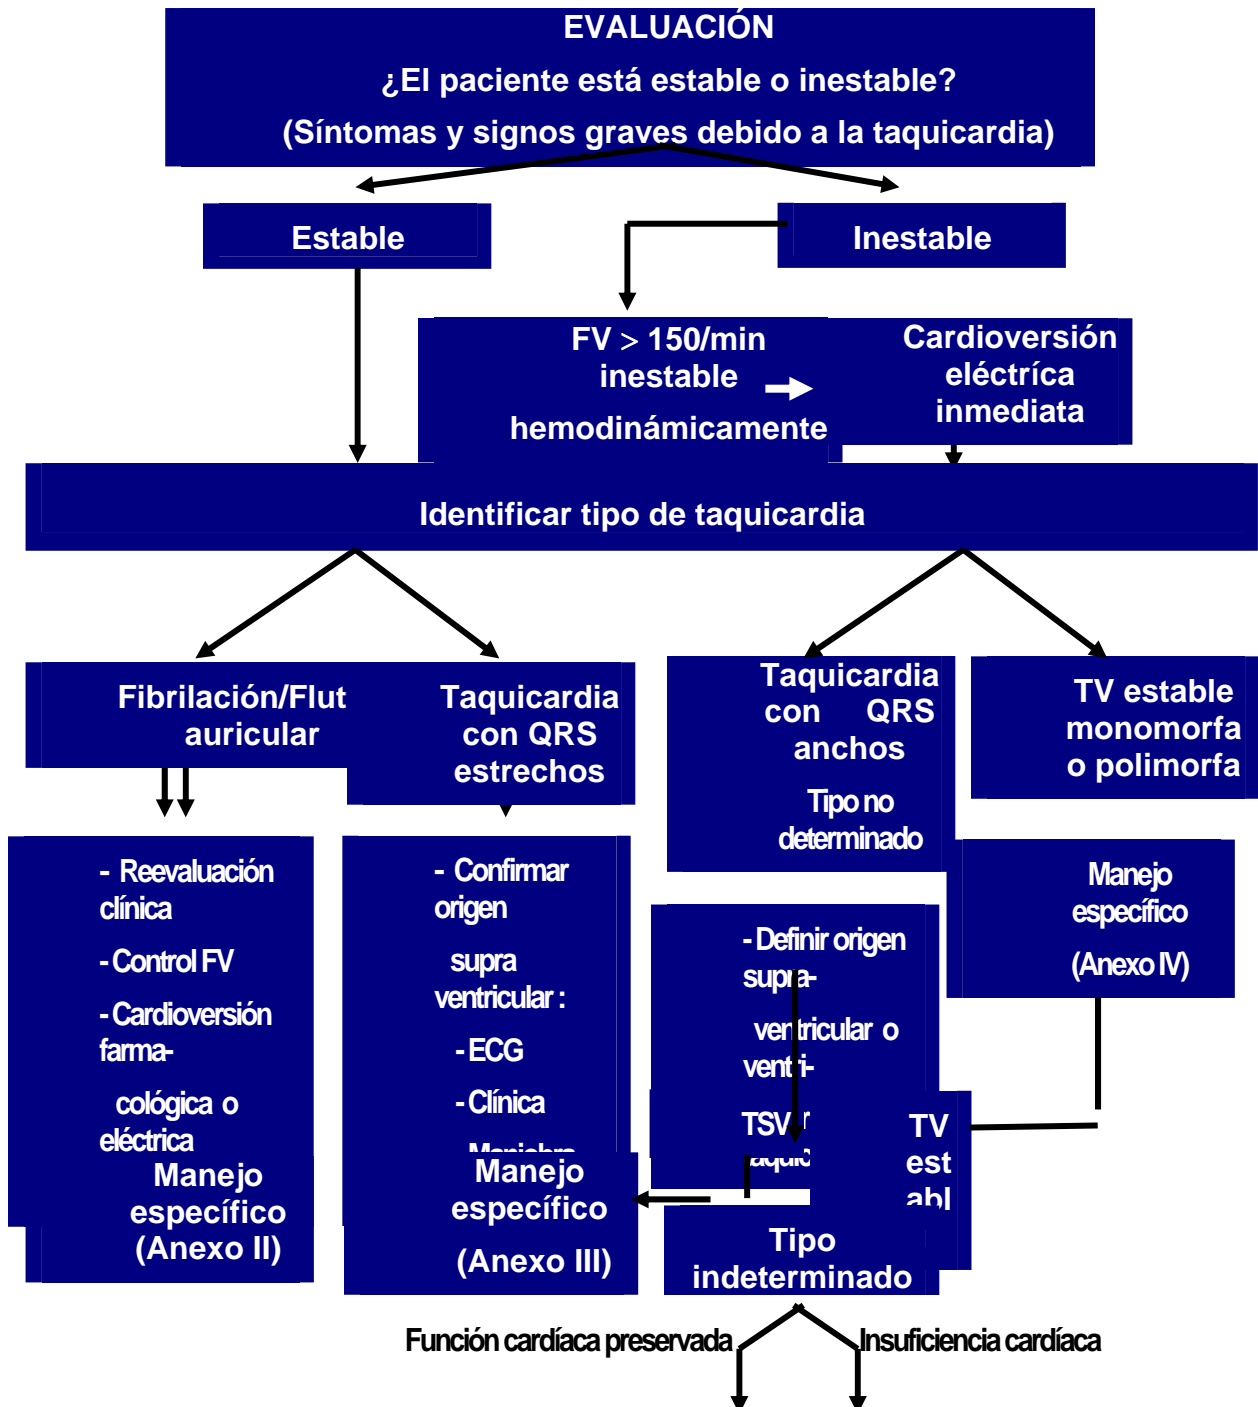 EVALUACIÓN
¿El paciente está estable o inestable?
(Síntomas y signos graves debido a la taquicardia)
Estable
Inestable
FV > 150/min
inestable
hemodinámicamente
Cardioversión
eléctríca
inmediata
Identificar tipo de taquicardia
Fibrilación/Flut
auricular
Taquicardia
con QRS
estrechos
Taquicardia
con QRS
anchos
Tipo no
determinado
TV estable
monomorfa
o polimorfa
- Reevaluación
clínica
- Control FV
- Cardioversión
farma-
cológica o
eléctrica
Manejo
específico
(Anexo II)
- Confirmar
origen
supra
ventricular :
- ECG
- Clínica
- Maniobra
Manejo
específico
(Anexo III)
- Definir origen
supra-
ventricular o
ventri-
TSV
Manejo
específico
(Anexo IV)
TV
est
abl
Tipo
indeterminado
Función cardíaca preservada
Insuficiencia cardíaca